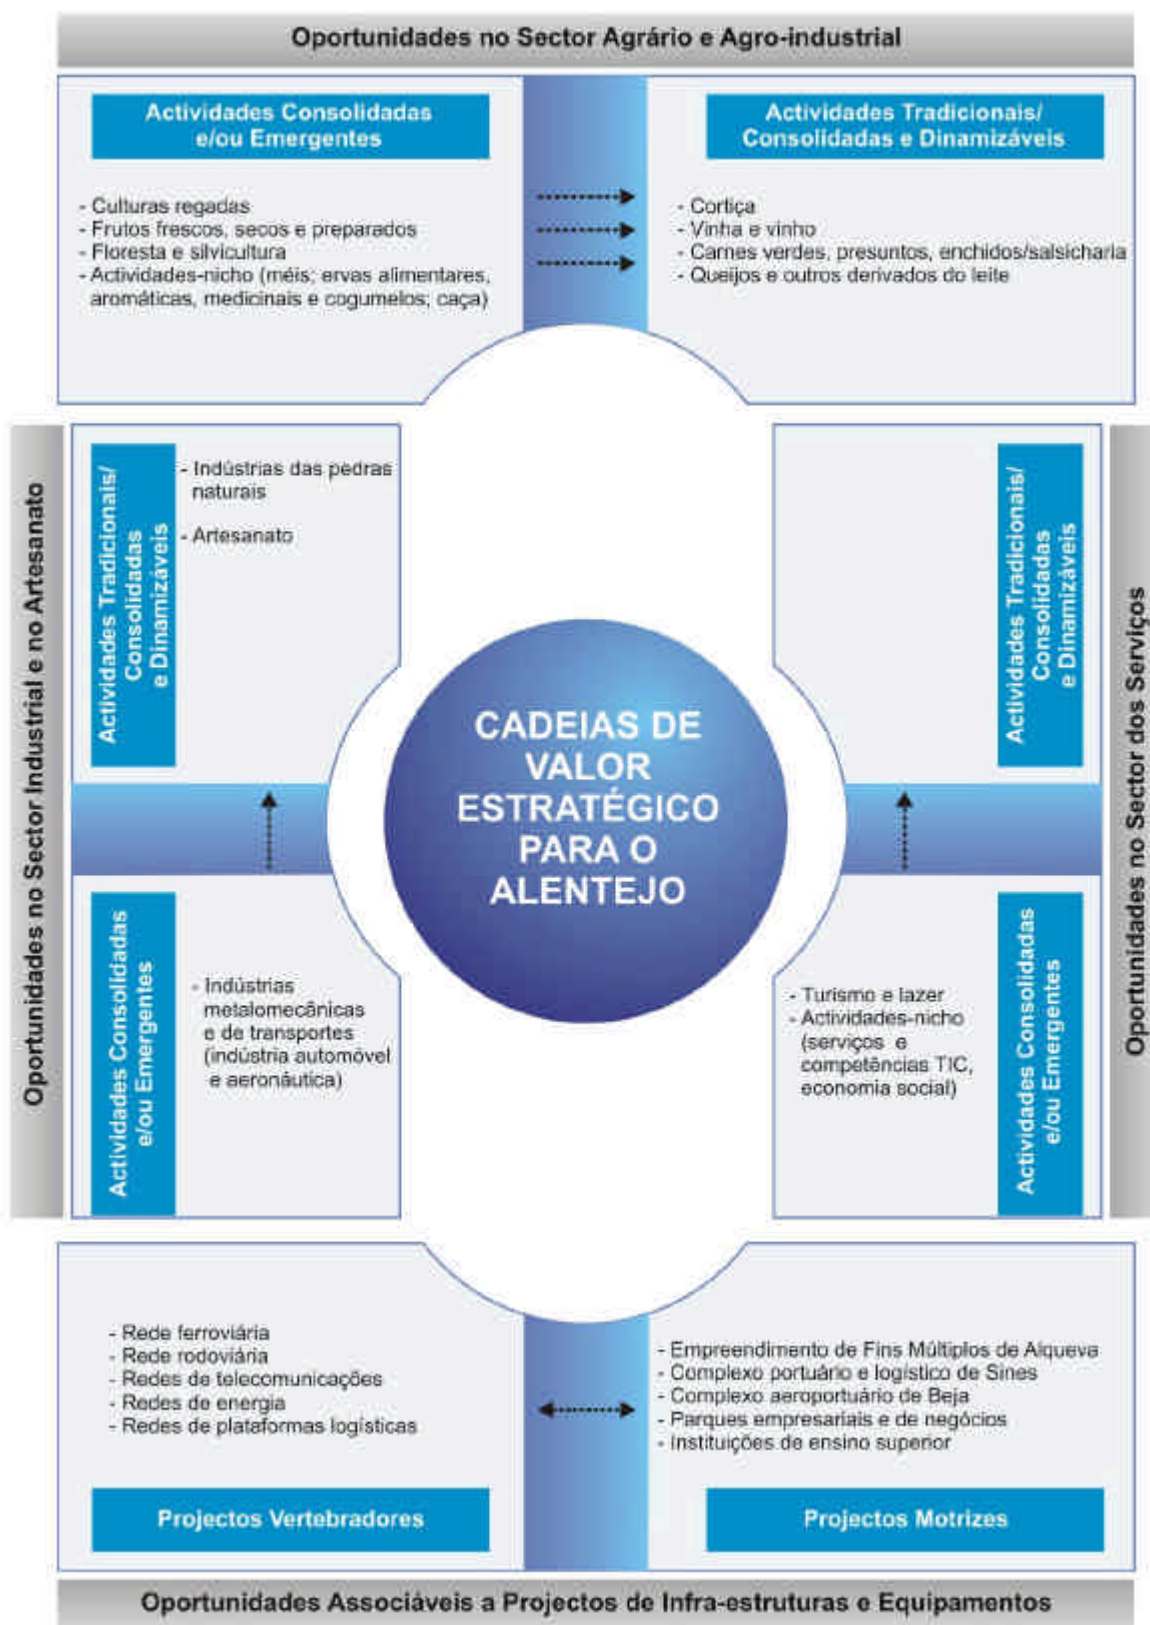 Oportunidades no Sector Agrário e Agro-industrial
Actividades Consolidadas
e/ou Emergentes
- Culturas regadas
- Frutos frescos, secos e preparados
- Floresta e silvicultura
- Actividades-nicho (méis; ervas alimentares,
aromáticas, medicinais e cogumelos; caça)
Actividades Tradicionais/
Consolidadas e Dinamizáveis
- Cortiça
- Vinha e vinho
- Carnes verdes, presuntos, enchidos/salsicharia
- Queijos e outros derivados do leite
Oportunidades no Sector Industrial e no Artesanato
Actividades Tradicionais/
Consolidadas
e Dinamizáveis
- Indústrias das pedras
naturais
- Artesanato
Actividades Consolidadas
e/ou Emergentes
- Indústrias
metalomecânicas
e de transportes
(indústria automóvel
e aeronáutica)
CADEIAS DE
VALOR
ESTRATÉGICO
PARA O
ALENTEJO
Actividades Tradicionais/
Consolidadas
e Dinamizáveis
- Turismo e lazer
- Actividades-nicho
(serviços e
competências TIC,
economia social)
Actividades Consolidadas
e/ou Emergentes
Oportunidades no Sector dos Serviços
- Rede ferroviária
- Rede rodoviária
- Redes de telecomunicações
- Redes de energia
- Redes de plataformas logísticas
Projectos Vertebradores
- Empreendimento de Fins Múltiplos de Alqueva
- Complexo portuário e logístico de Sines
- Complexo aeroportuário de Beja
- Parques empresariais e de negócios
- Instituições de ensino superior
Projectos Motrizes
Oportunidades Associáveis a Projectos de Infra-estruturas e Equipamentos